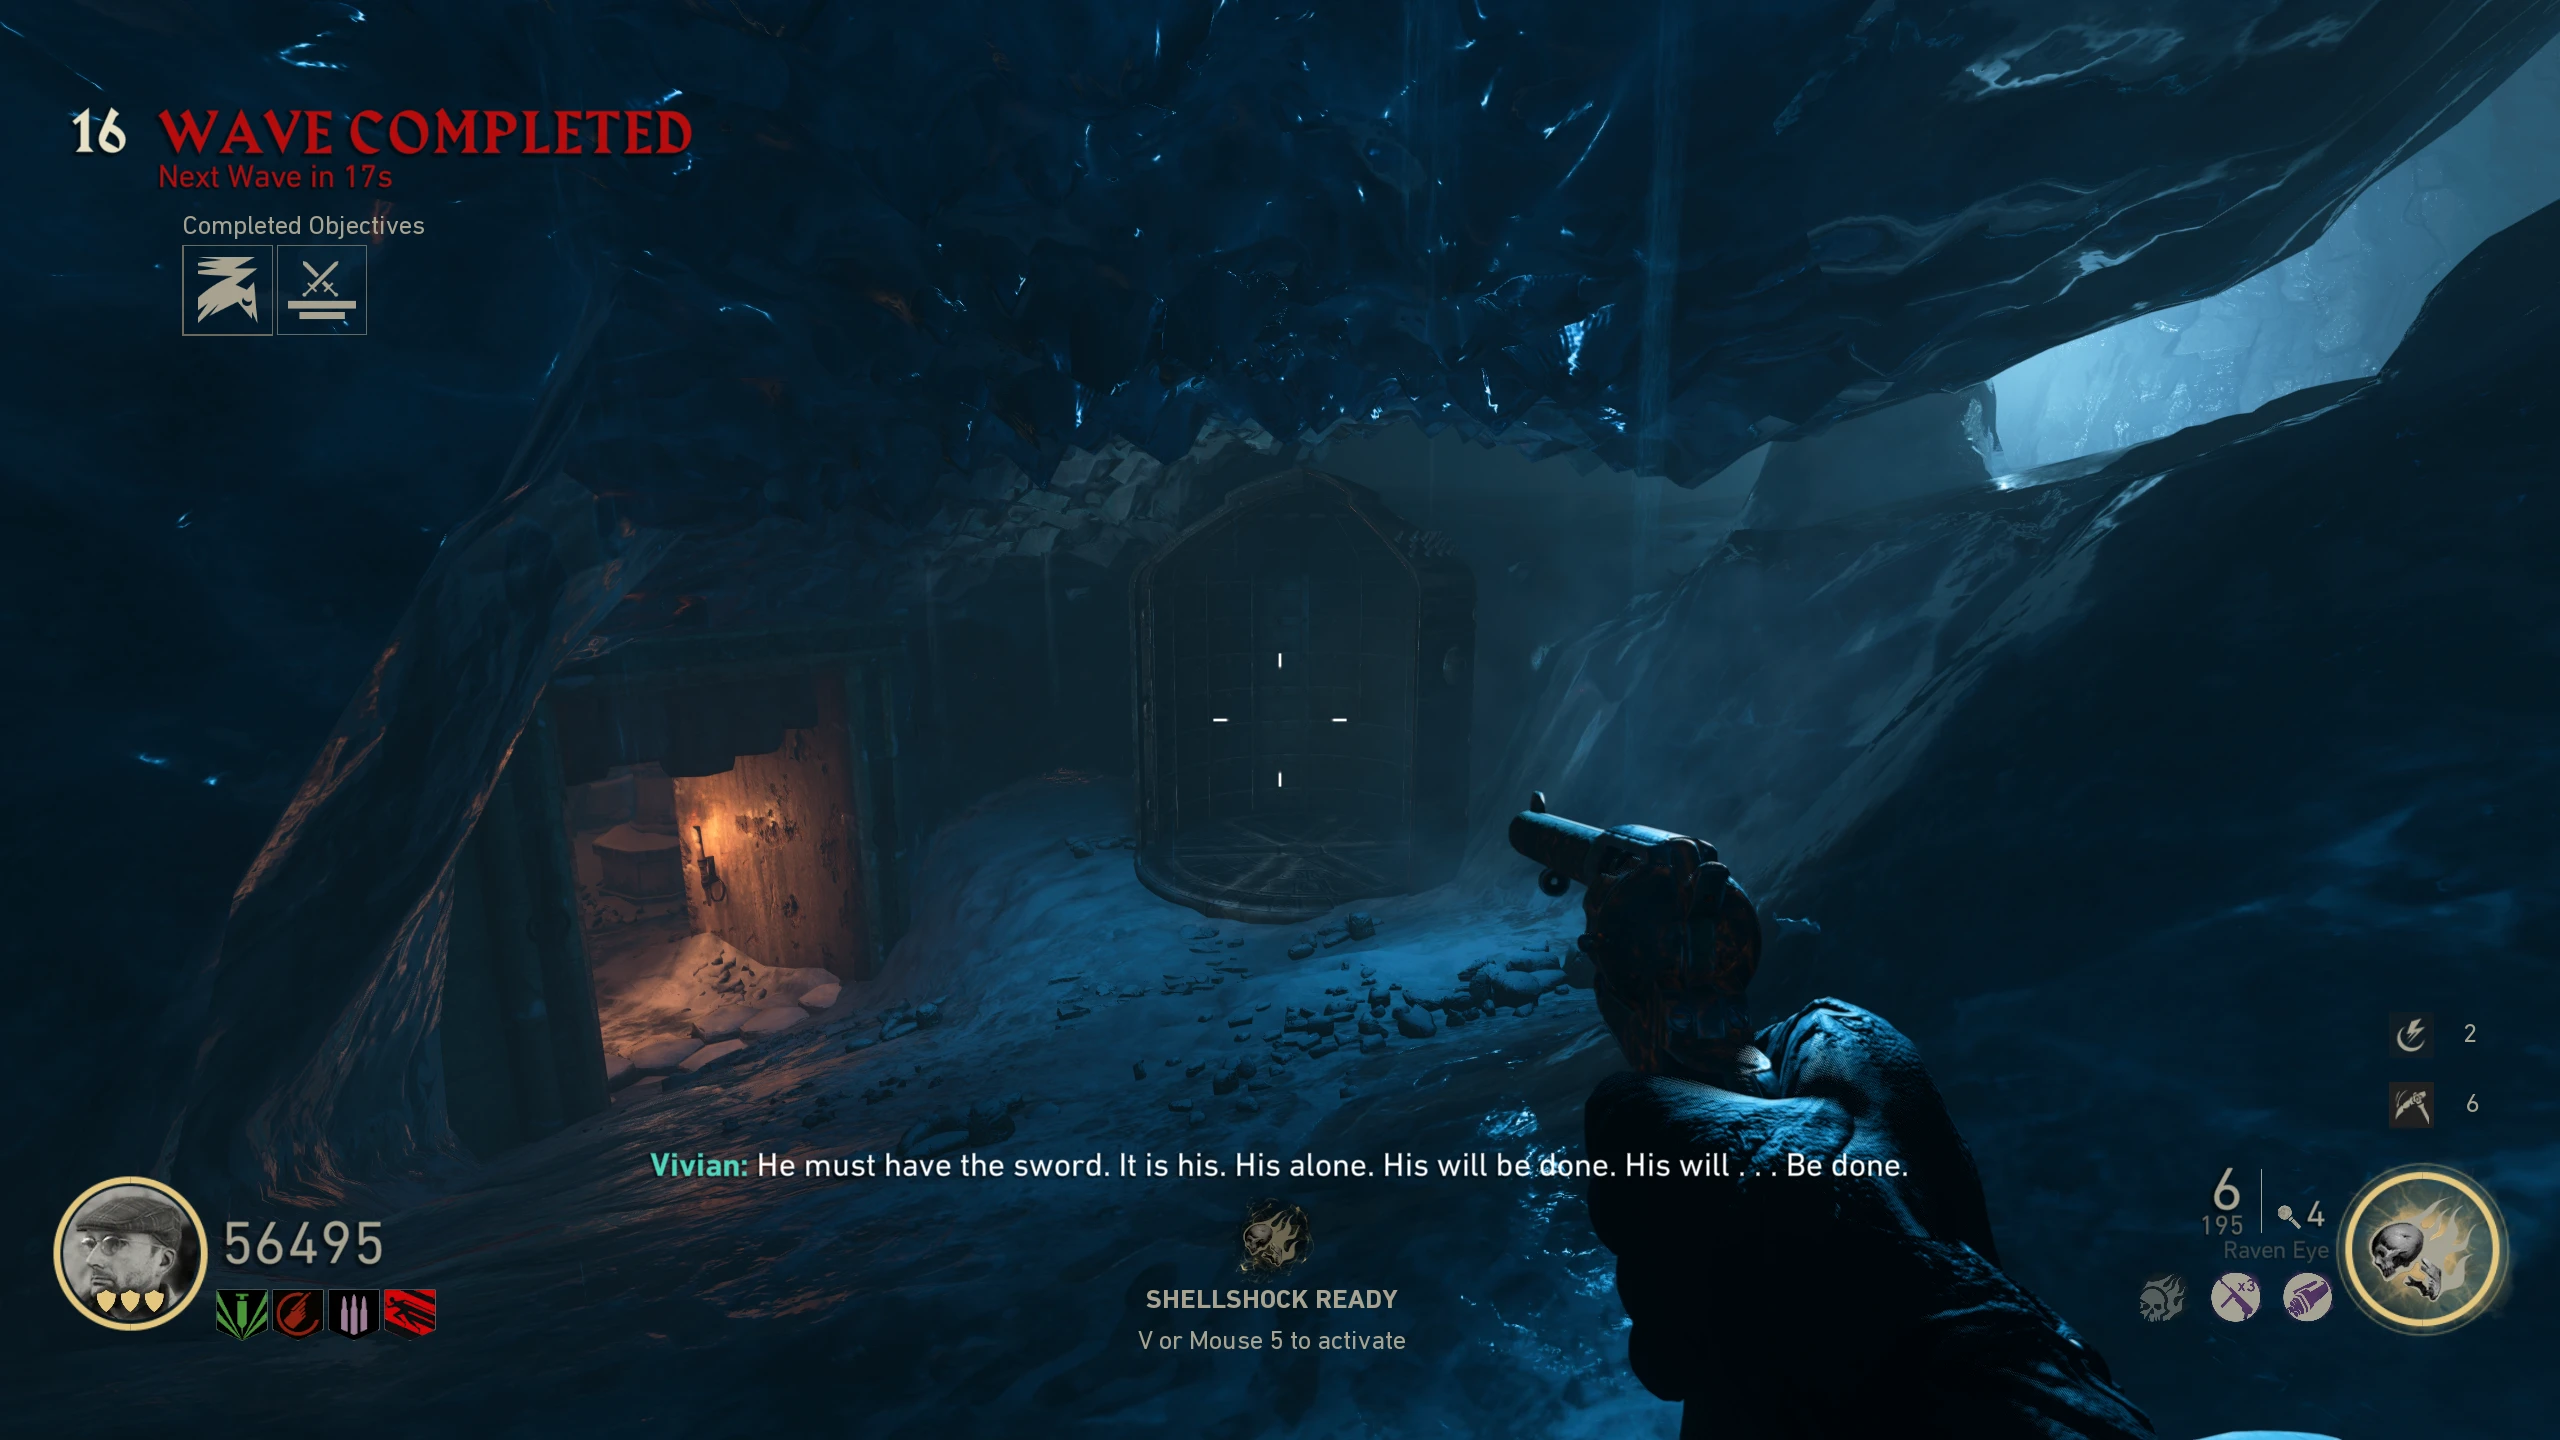 16 WAVE COMPLETED
Next Wave in 17s
Completed Objectives
2
6
Vivian: He must have the sword. It is his. His alone. His will be done. His will . . . Be done.
56495
6
195
4
Raven Eye
x3
SHELLSHOCK READY
V or Mouse 5 to activate